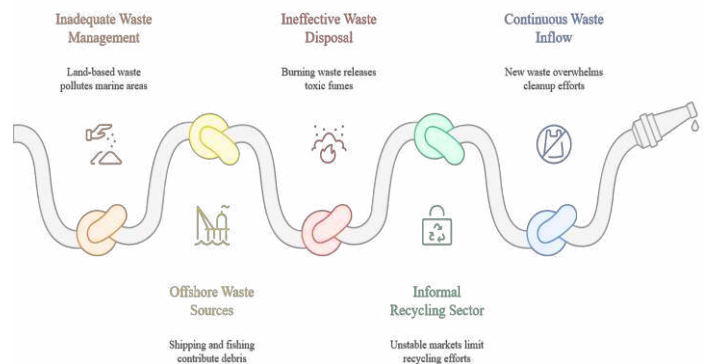 Inadequate Waste
Management
Land-based waste
pollutes marine areas
Ineffective Waste
Disposal
Burning waste releases
toxic fumes
Continuous Waste
Inflow
New waste overwhelms
cleanup efforts
Offshore Waste
Sources
Shipping and fishing
contribute debris
Informal
Recycling Sector
Unstable markets limit
recycling efforts